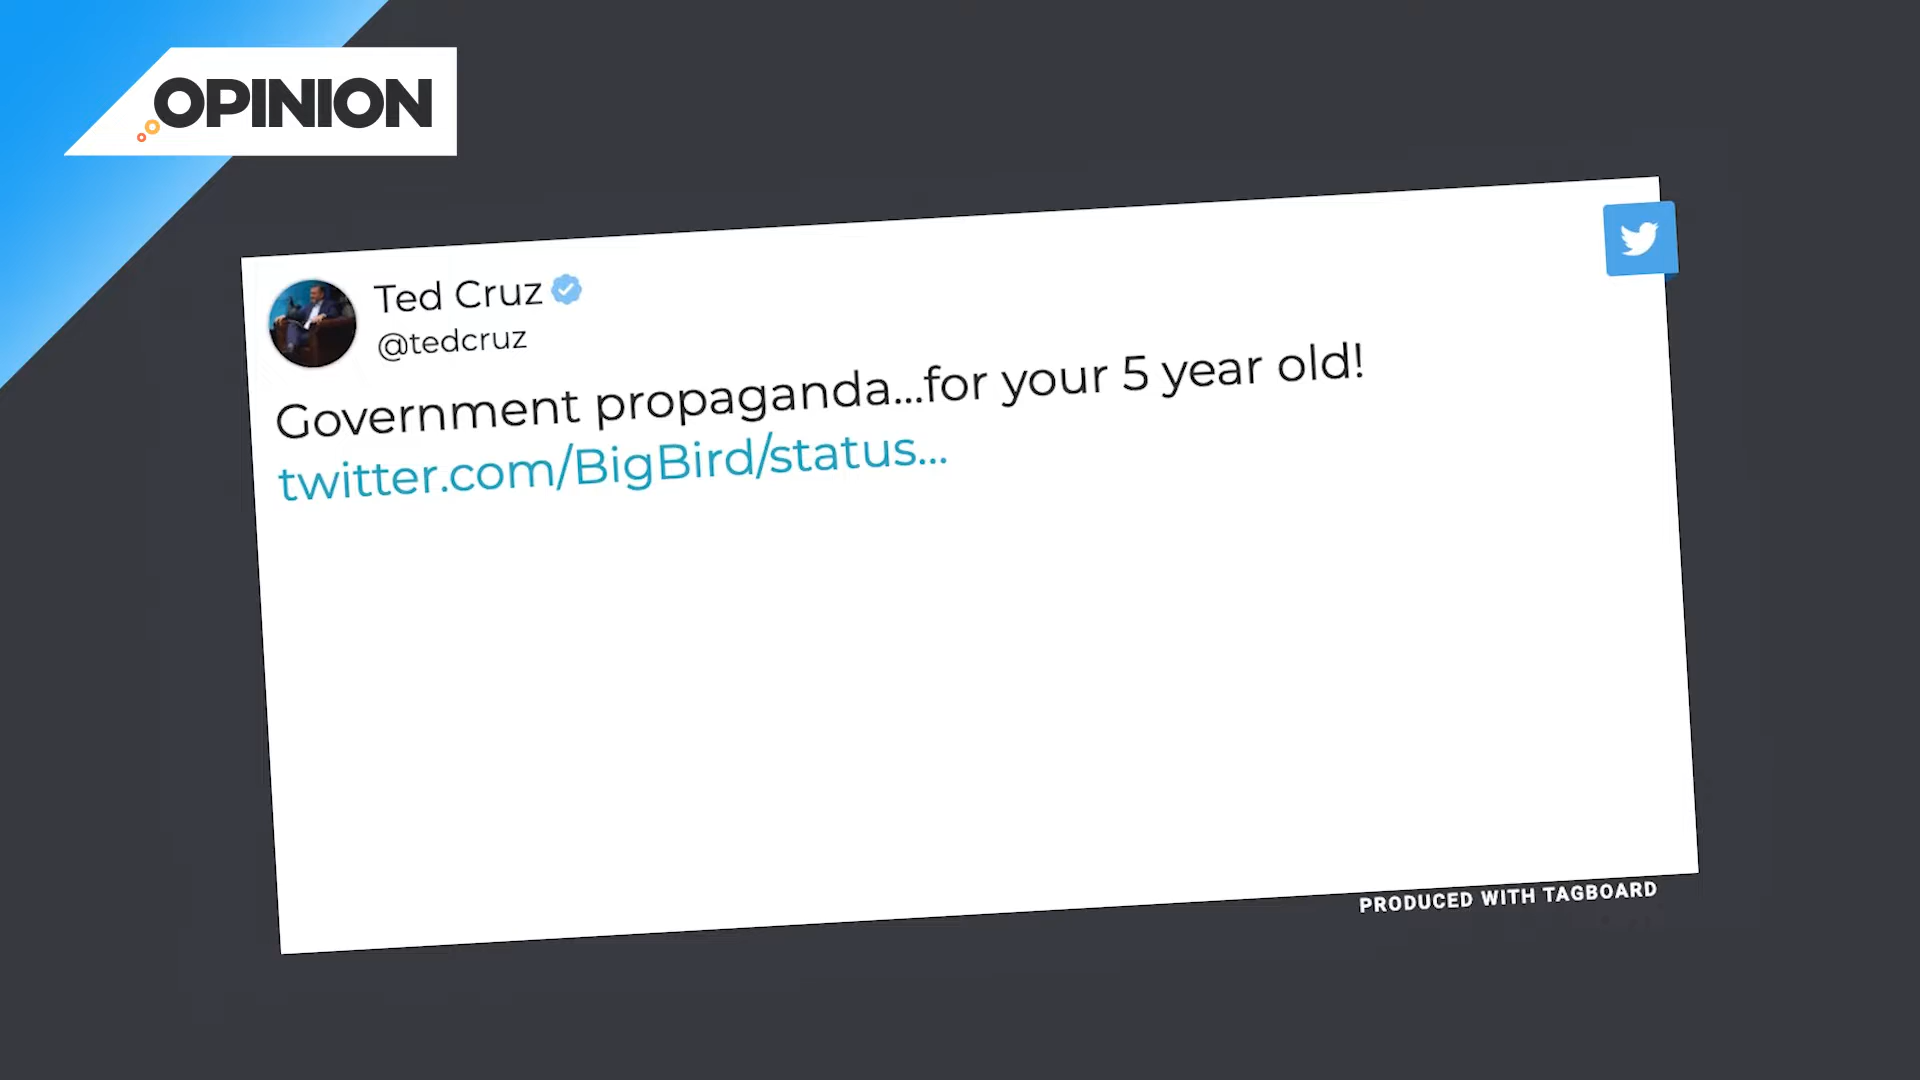 OPINION
Ted Cruz
@tedcruz
Government propaganda...for your 5 year old!
twitter.com/BigBird/status...
PRODUCED WITH TAGBOARD